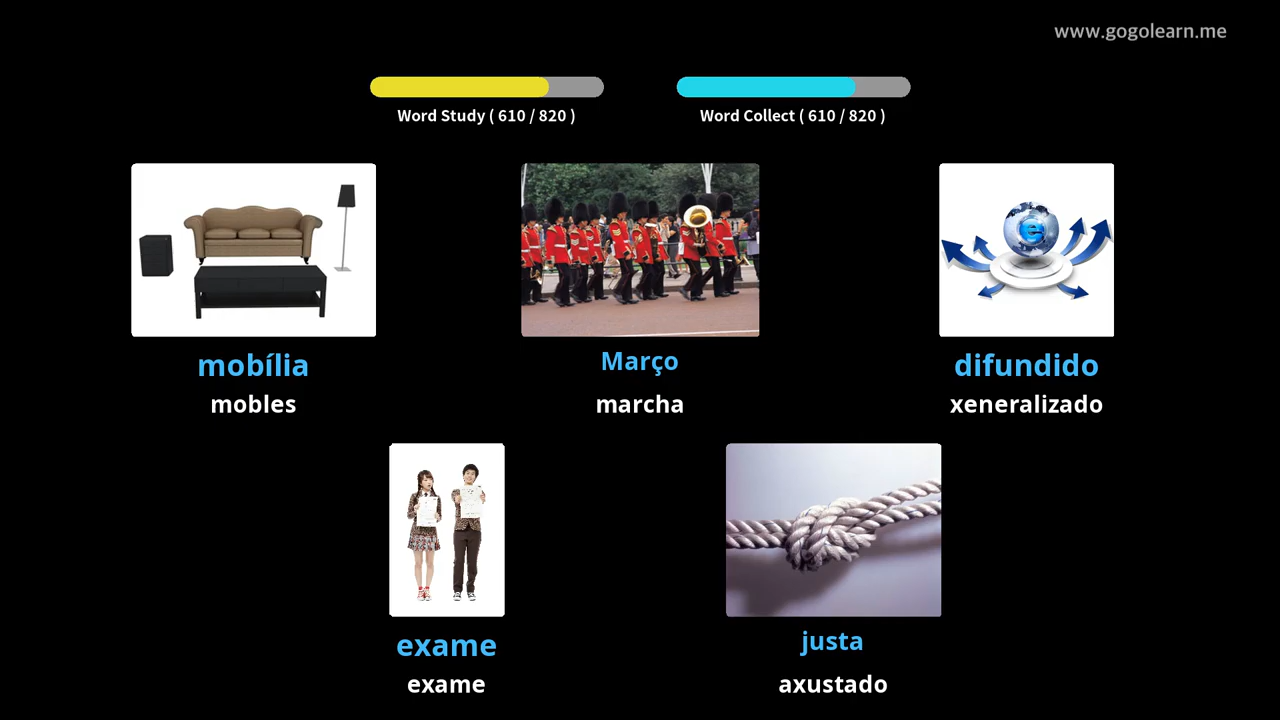 www.gogolearn.me
Word Study ( 610 / 820 )
Word Collect ( 610 / 820 )
mobília
mobles
Março
marcha
difundido
xeneralizado
exame
exame
justa
axustado